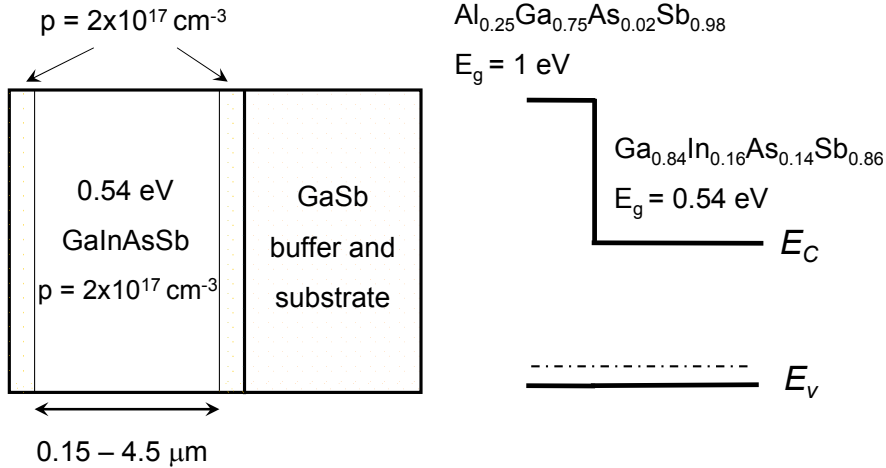 p = 2x10¹⁷ cm⁻³
0.54 eV
GaInAsSb
p = 2x10¹⁷ cm⁻³
GaSb
buffer and
substrate
0.15 – 4.5 μm
Al₀.₂₅Ga₀.₇₅As₀.₀₂Sb₀.₉₈
E_g = 1 eV
Ga₀.₈₄In₀.₁₆As₀.₁₄Sb₀.₈₆
E_g = 0.54 eV
E_C
E_v